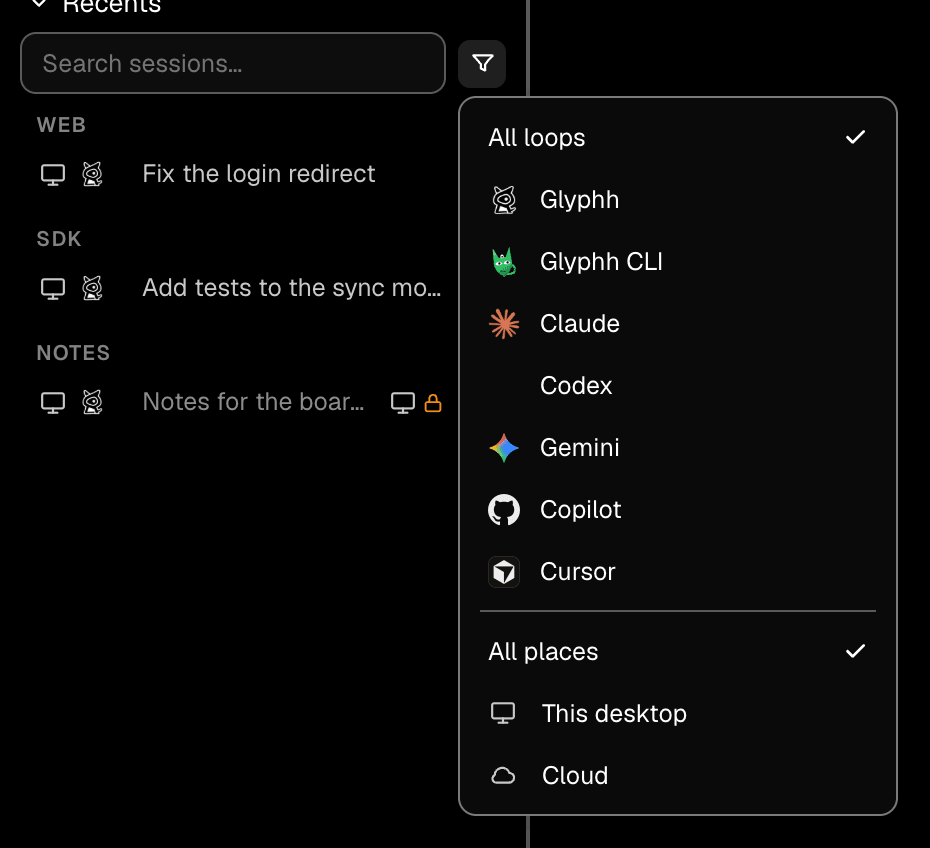 Recents
Search sessions…
WEB
Fix the login redirect
SDK
Add tests to the sync mo…
NOTES
Notes for the boar…
All loops
Glyphh
Glyphh CLI
Claude
Codex
Gemini
Copilot
Cursor
All places
This desktop
Cloud